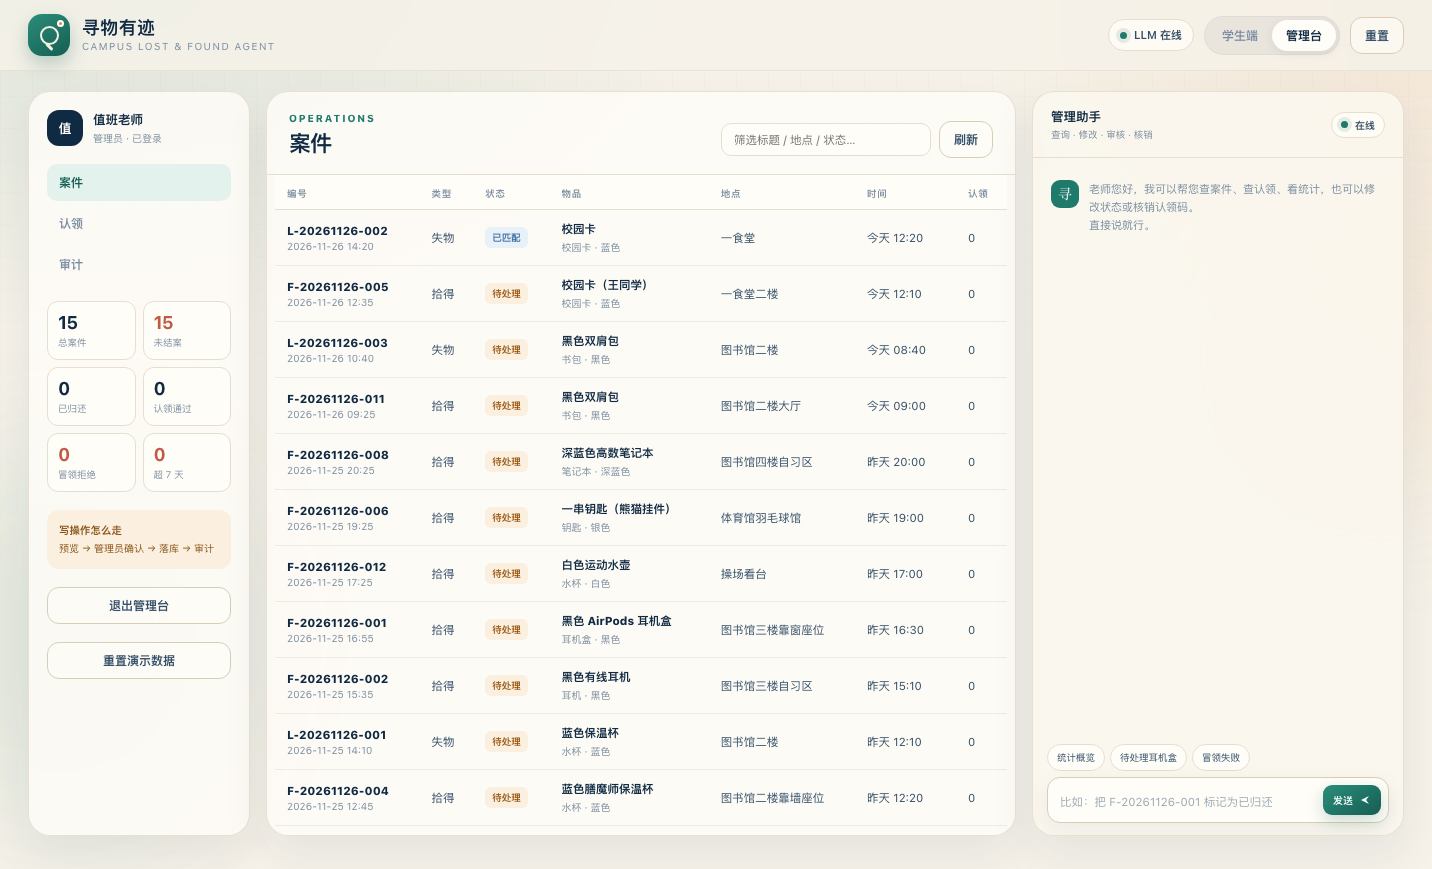 寻物有迹
CAMPUS LOST & FOUND AGENT
LLM 在线
学生端
管理台
重置
值
值班老师
管理员 · 已登录
案件
认领
审计
15
总案件
15
未结案
0
已归还
0
认领通过
0
冒领拒绝
0
超 7 天
写操作怎么走
预览 → 管理员确认 → 落库 → 审计
退出管理台
重置演示数据
OPERATIONS
案件
筛选标题 / 地点 / 状态...
刷新
编号 类型 状态 物品 地点 时间 认领
L-20261126-002 失物 已匹配 校园卡 一食堂 今天 12:20 0
2026-11-26 14:20 校园卡 · 蓝色
F-20261126-005 拾得 待处理 校园卡（王同学） 一食堂二楼 今天 12:10 0
2026-11-26 12:35 校园卡 · 蓝色
L-20261126-003 失物 待处理 黑色双肩包 图书馆二楼 今天 08:40 0
2026-11-26 10:40 书包 · 黑色
F-20261126-011 拾得 待处理 黑色双肩包 图书馆二楼大厅 今天 09:00 0
2026-11-26 09:25 书包 · 黑色
F-20261126-008 拾得 待处理 深蓝色高数笔记本 图书馆四楼自习区 昨天 20:00 0
2026-11-25 20:25 笔记本 · 深蓝色
F-20261126-006 拾得 待处理 一串钥匙（熊猫挂件） 体育馆羽毛球馆 昨天 19:00 0
2026-11-25 19:25 钥匙 · 银色
F-20261126-012 拾得 待处理 白色运动水壶 操场看台 昨天 17:00 0
2026-11-25 17:25 水杯 · 白色
F-20261126-001 拾得 待处理 黑色 AirPods 耳机盒 图书馆三楼靠窗座位 昨天 16:30 0
2026-11-25 16:55 耳机盒 · 黑色
F-20261126-002 拾得 待处理 黑色有线耳机 图书馆三楼自习区 昨天 15:10 0
2026-11-25 15:35 耳机 · 黑色
L-20261126-001 失物 待处理 蓝色保温杯 图书馆二楼 昨天 12:10 0
2026-11-25 14:10 水杯 · 蓝色
F-20261126-004 拾得 待处理 蓝色膳魔师保温杯 图书馆二楼靠墙座位 昨天 12:20 0
2026-11-25 12:45 水杯 · 蓝色
管理助手
查询 · 修改 · 审核 · 核销
在线
寻
老师您好，我可以帮您查案件、查认领、看统计，也可以修
改状态或核销认领码。
直接说就行。
统计概览
待处理耳机盒
冒领失败
比如：把 F-20261126-001 标记为已归还
发送